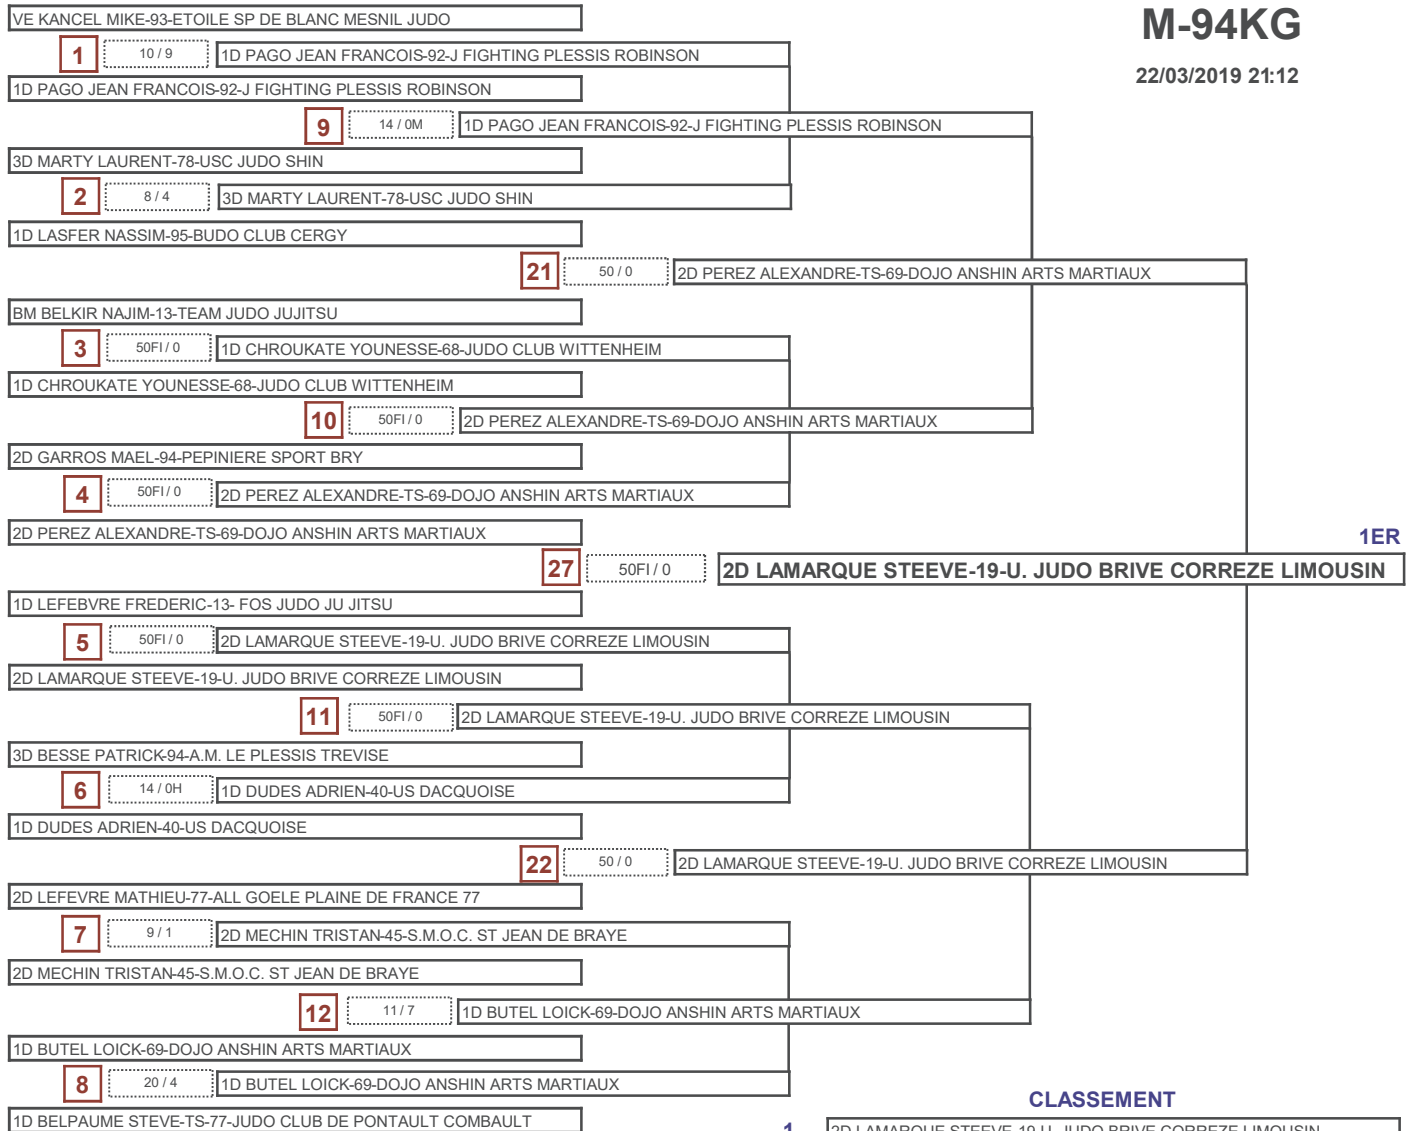 VE KANCEL MIKE-93-ETOILE SP DE BLANC MESNIL JUDO
M-94KG
1
10 / 9
1D PAGO JEAN FRANCOIS-92-J FIGHTING PLESSIS ROBINSON
22/03/2019 21:12
1D PAGO JEAN FRANCOIS-92-J FIGHTING PLESSIS ROBINSON
9
14 / 0M
1D PAGO JEAN FRANCOIS-92-J FIGHTING PLESSIS ROBINSON
3D MARTY LAURENT-78-USC JUDO SHIN
2
8 / 4
3D MARTY LAURENT-78-USC JUDO SHIN
1D LASFER NASSIM-95-BUDO CLUB CERGY
21
50 / 0
2D PEREZ ALEXANDRE-TS-69-DOJO ANSHIN ARTS MARTIAUX
BM BELKIR NAJIM-13-TEAM JUDO JUJITSU
3
50FI / 0
1D CHROUKATE YOUNESSE-68-JUDO CLUB WITTENHEIM
1D CHROUKATE YOUNESSE-68-JUDO CLUB WITTENHEIM
10
50FI / 0
2D PEREZ ALEXANDRE-TS-69-DOJO ANSHIN ARTS MARTIAUX
2D GARROS MAEL-94-PEPINIERE SPORT BRY
4
50FI / 0
2D PEREZ ALEXANDRE-TS-69-DOJO ANSHIN ARTS MARTIAUX
2D PEREZ ALEXANDRE-TS-69-DOJO ANSHIN ARTS MARTIAUX
1ER
27
50FI / 0
2D LAMARQUE STEEVE-19-U. JUDO BRIVE CORREZE LIMOUSIN
1D LEFEBVRE FREDERIC-13- FOS JUDO JU JITSU
5
50FI / 0
2D LAMARQUE STEEVE-19-U. JUDO BRIVE CORREZE LIMOUSIN
2D LAMARQUE STEEVE-19-U. JUDO BRIVE CORREZE LIMOUSIN
11
50FI / 0
2D LAMARQUE STEEVE-19-U. JUDO BRIVE CORREZE LIMOUSIN
3D BESSE PATRICK-94-A.M. LE PLESSIS TREVISE
6
14 / 0H
1D DUDES ADRIEN-40-US DACQUOISE
1D DUDES ADRIEN-40-US DACQUOISE
22
50 / 0
2D LAMARQUE STEEVE-19-U. JUDO BRIVE CORREZE LIMOUSIN
2D LEFEVRE MATHIEU-77-ALL GOELE PLAINE DE FRANCE 77
7
9 / 1
2D MECHIN TRISTAN-45-S.M.O.C. ST JEAN DE BRAYE
2D MECHIN TRISTAN-45-S.M.O.C. ST JEAN DE BRAYE
12
11 / 7
1D BUTEL LOICK-69-DOJO ANSHIN ARTS MARTIAUX
1D BUTEL LOICK-69-DOJO ANSHIN ARTS MARTIAUX
8
20 / 4
1D BUTEL LOICK-69-DOJO ANSHIN ARTS MARTIAUX
CLASSEMENT
1D BELPAUME STEVE-TS-77-JUDO CLUB DE PONTAULT COMBAULT
1
2D LAMARQUE STEEVE-19-U. JUDO BRIVE CORREZE LIMOUSIN